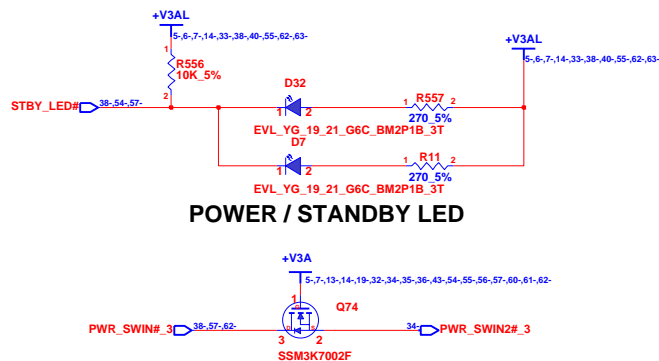 +V3AL
5-,6-,7-,14-,33-,38-,40-,55-,62-,63-
+V3AL
5-,6-,7-,14-,33-,38-,40-,55-,62-,63-
1
R556
10K_5%
2
D32
R557
STBY_LED#
38-,54-,57-
1
2
1
2
270_5%
EVL_YG_19_21_G6C_BM2P1B_3T
D7
R11
1
2
1
2
270_5%
EVL_YG_19_21_G6C_BM2P1B_3T
POWER / STANDBY LED
+V3A
5-,7-,13-,14-,19-,32-,34-,35-,36-,43-,54-,55-,56-,57-,60-,61-,62-
1
Q74
G
D
S
PWR_SWIN#_3
38-,57-,62-
3
2
34-
PWR_SWIN2#_3
SSM3K7002F